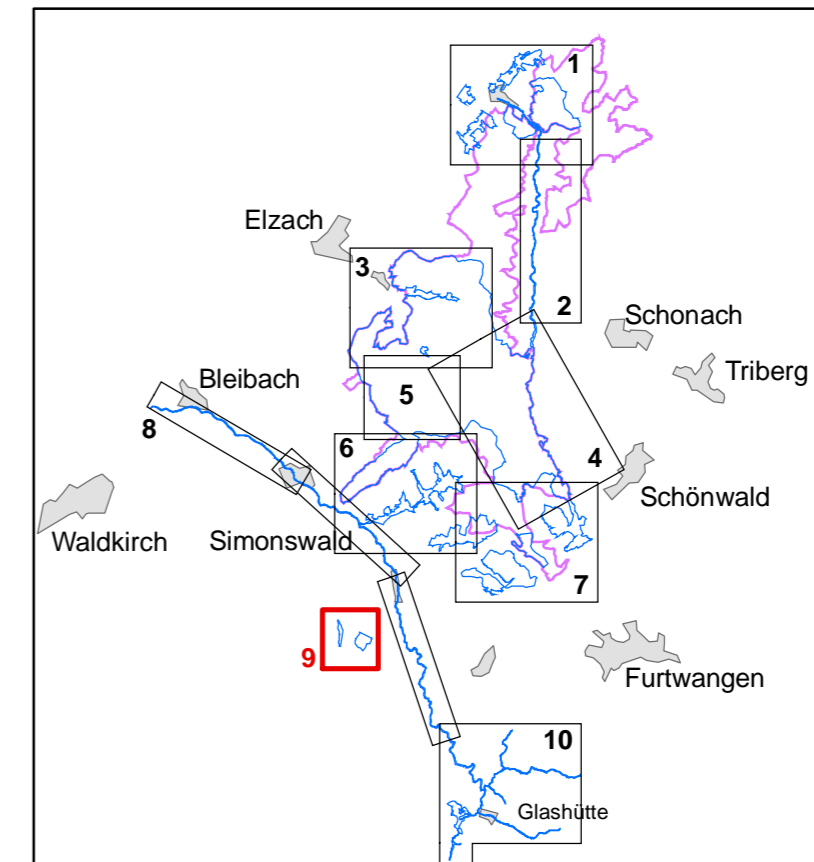 1
Elzach
3
2
Schonach
Triberg
Bleibach
5
8
6
4
Schönwald
Waldkirch
Simonswald
7
9
Furtwangen
10
Glashütte